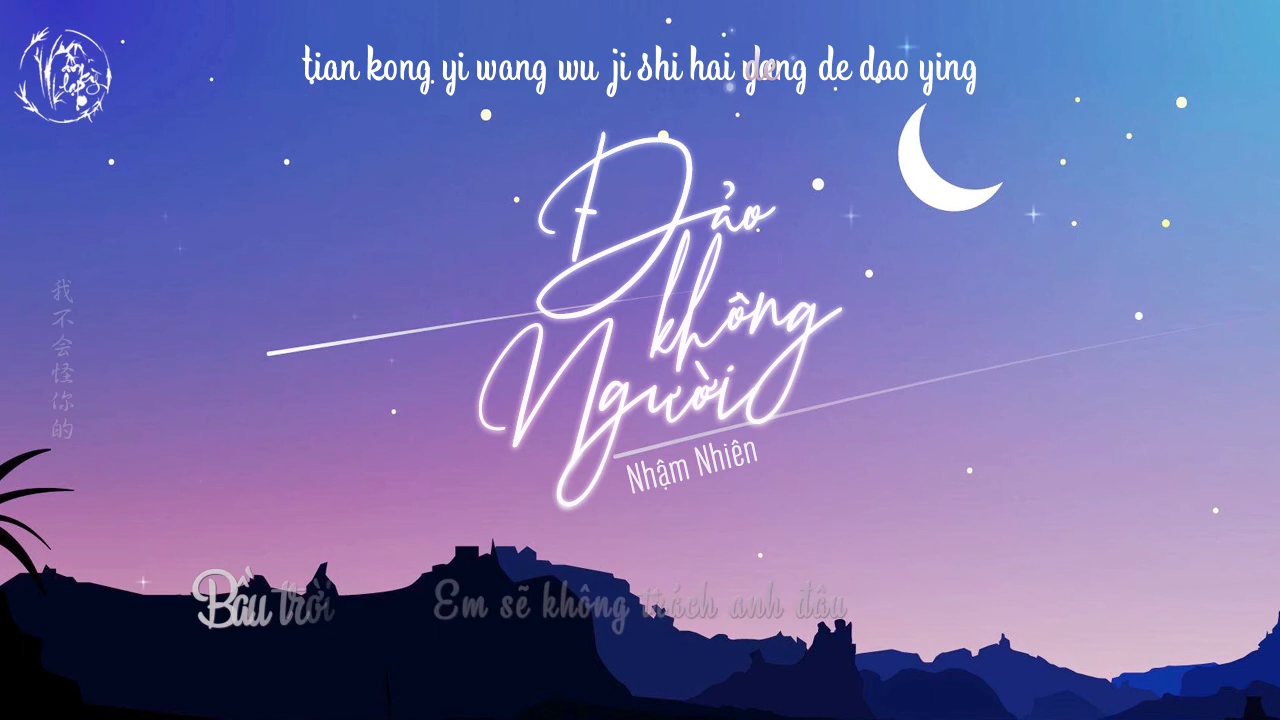 tian kong yi wang wu ji shi hai yang de dao ying
Đảo
không
Người
Nhậm Nhiên
我不会怪你的
Bầu trời
Em sẽ không trách anh đâu